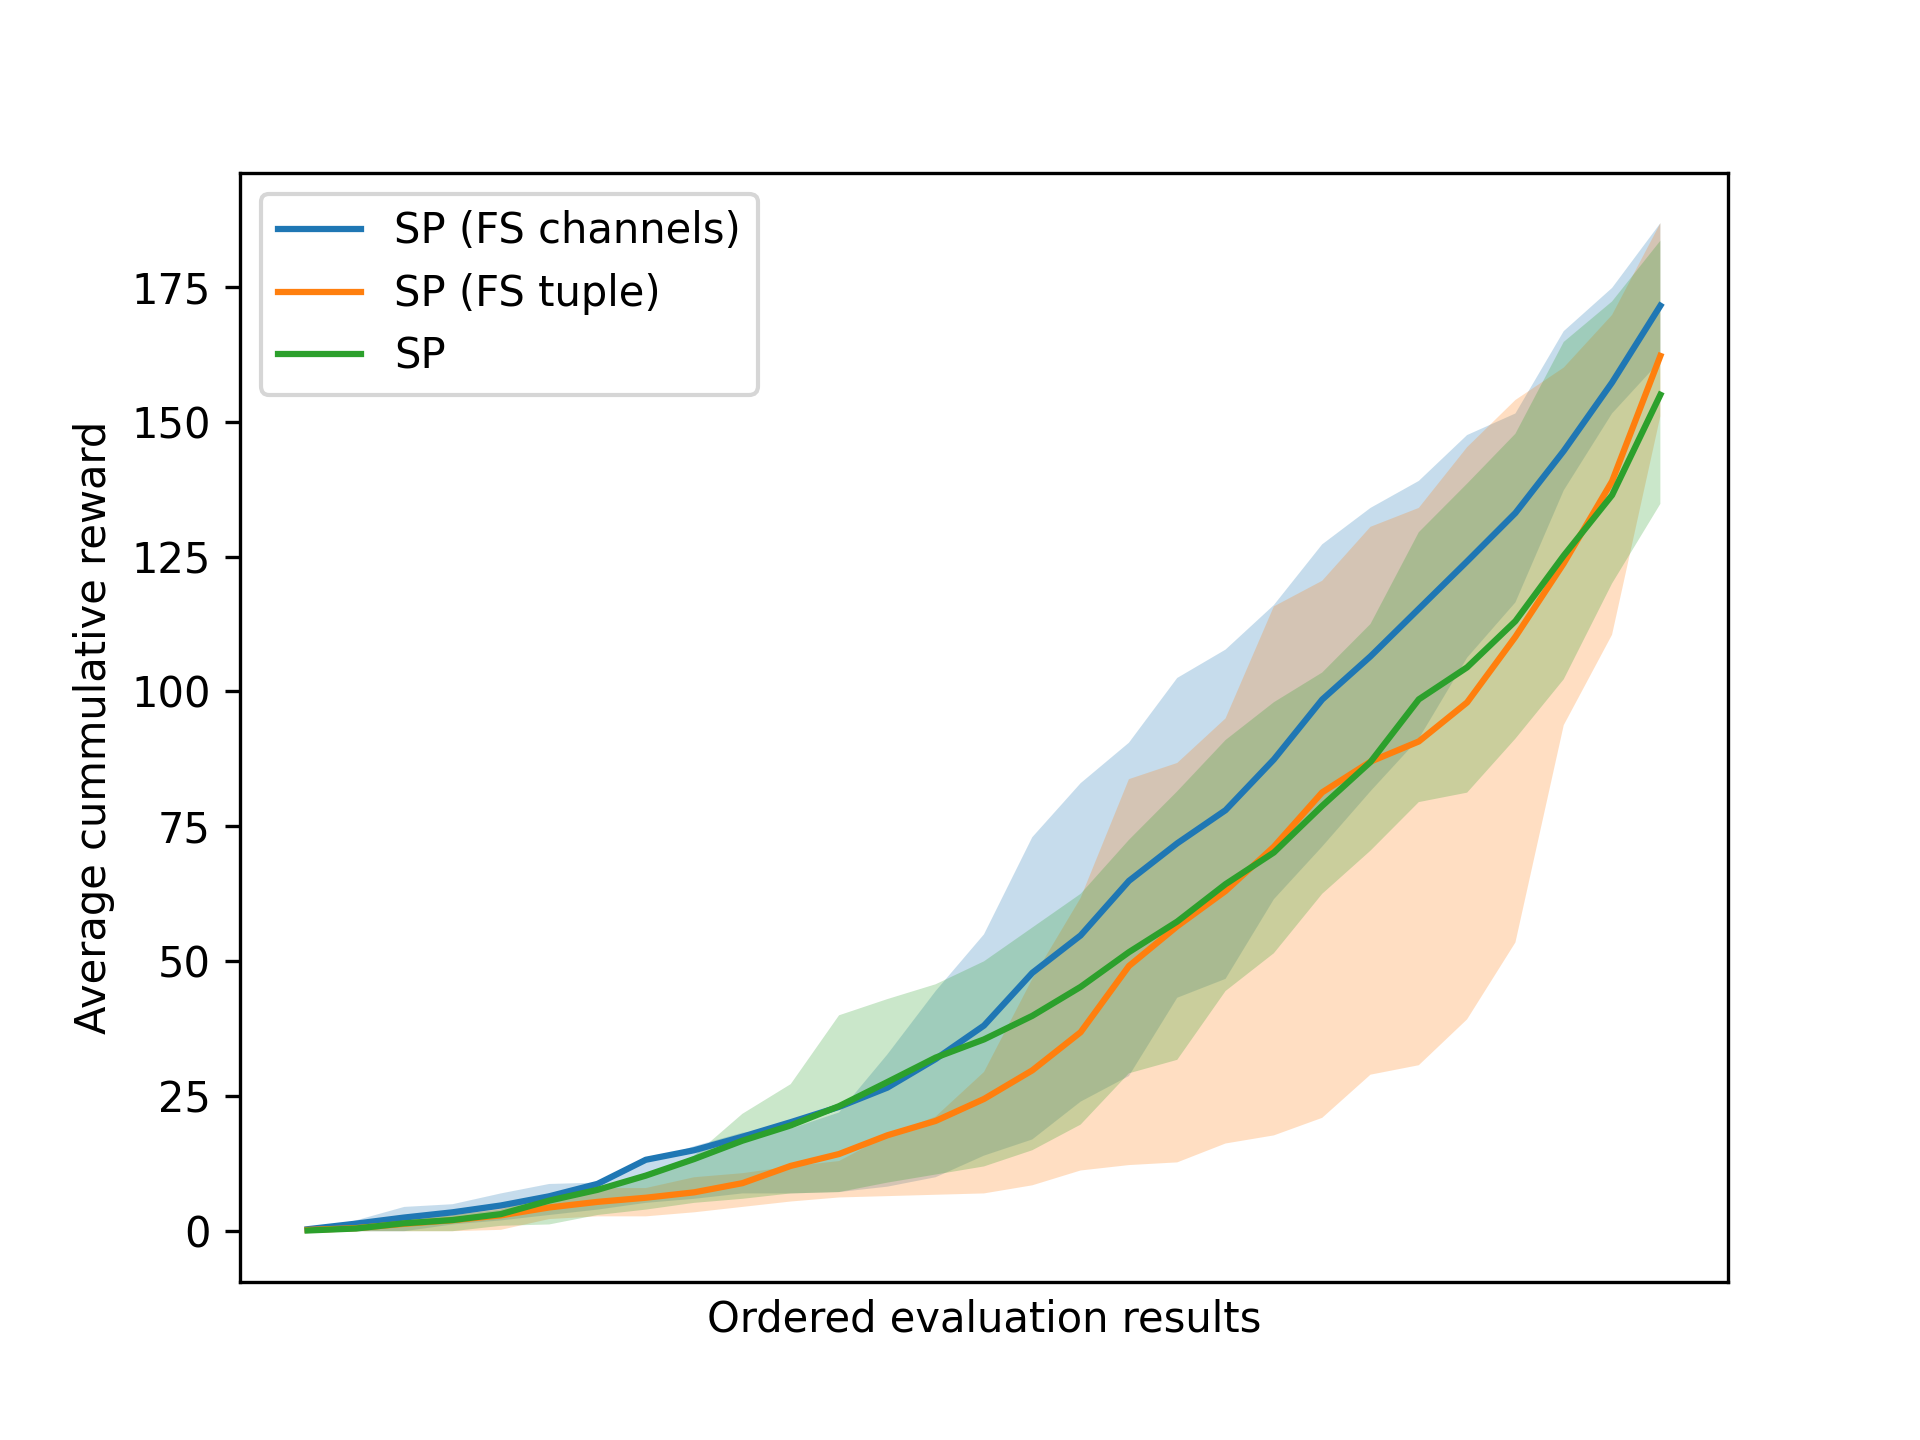 SP (FS channels)
SP (FS tuple)
SP
175
150
125
100
75
50
25
0
Average cummulative reward
Ordered evaluation results